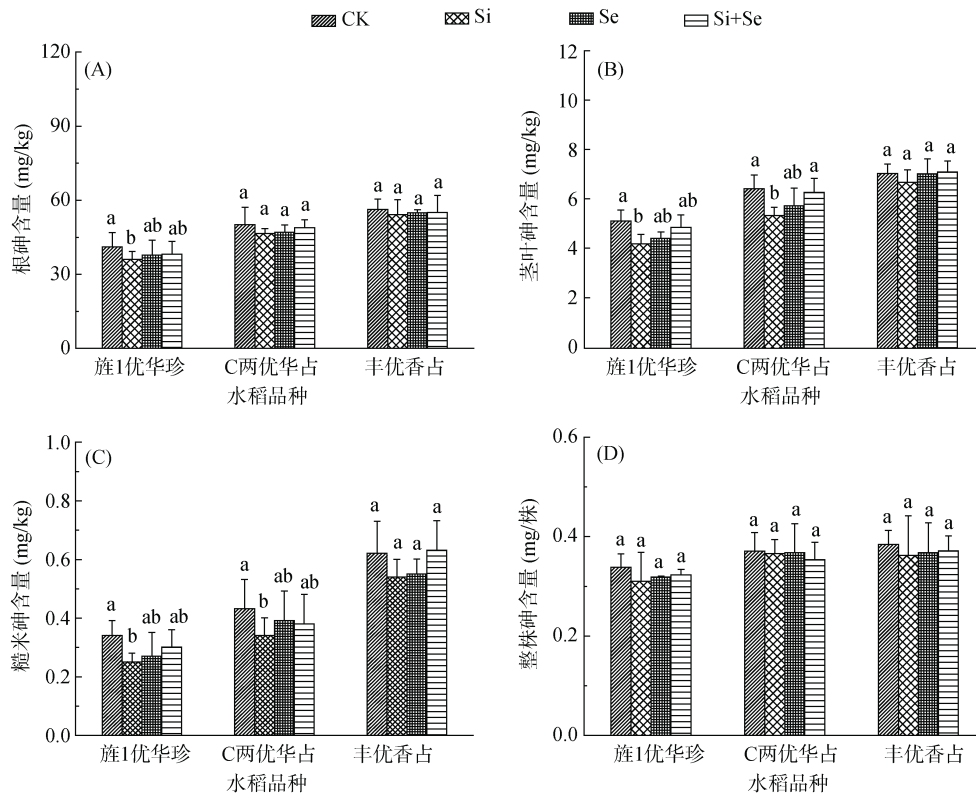 CK Si Se Si+Se
(A)
根砷含量 (mg/kg)
120
90
60
30
0
a b ab ab
a a a a
a a a a
旌1优华珍 C两优华占 丰优香占
水稻品种
(B)
茎叶砷含量 (mg/kg)
12
10
8
6
4
2
0
a b ab ab
a b ab a
a a a a
旌1优华珍 C两优华占 丰优香占
水稻品种
(C)
糙米砷含量 (mg/kg)
1.0
0.8
0.6
0.4
0.2
0.0
a b ab ab
a b ab ab
a a a a
旌1优华珍 C两优华占 丰优香占
水稻品种
(D)
整株砷含量 (mg/株)
0.6
0.4
0.2
0.0
a a a a
a a a a
a a a a
旌1优华珍 C两优华占 丰优香占
水稻品种